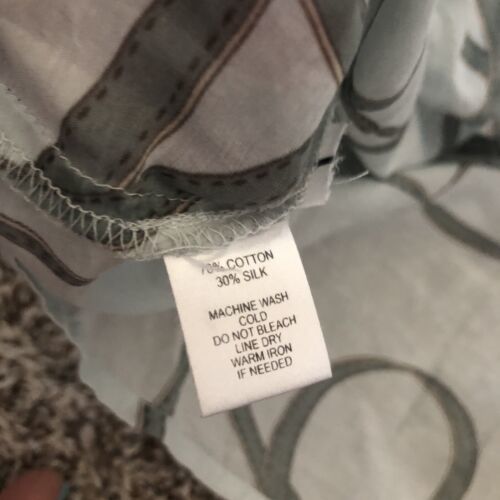 70% COTTON
30% SILK
MACHINE WASH
COLD
DO NOT BLEACH
LINE DRY
WARM IRON
IF NEEDED